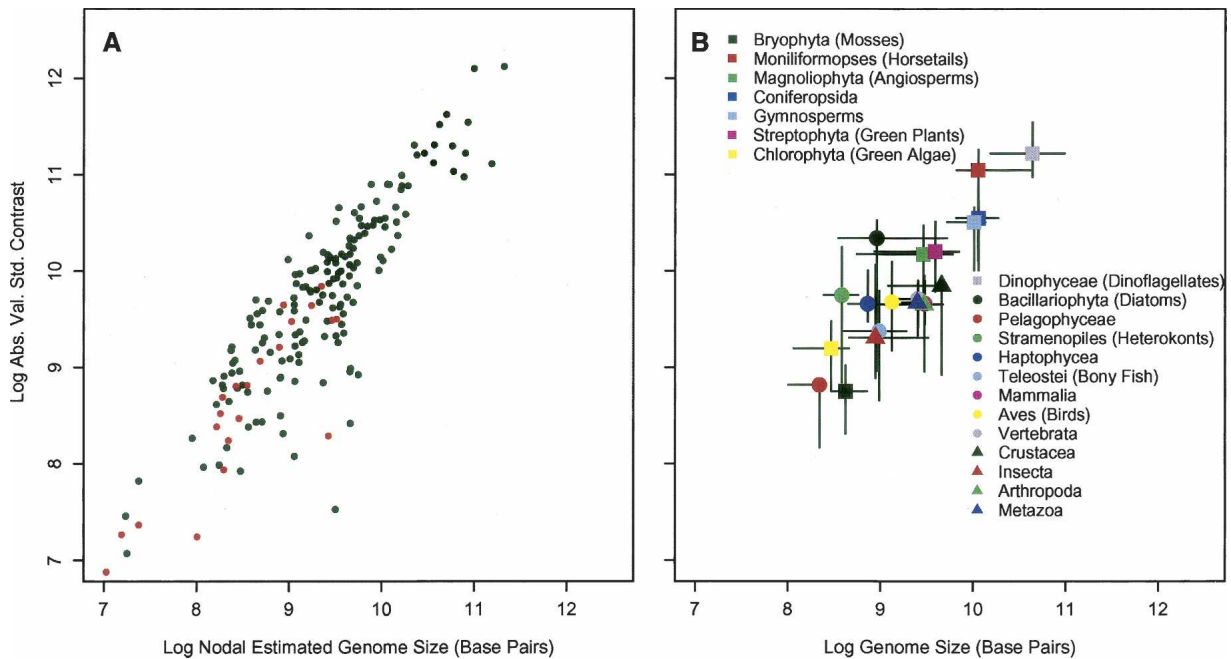 A
12
11
10
9
8
7
Log Abs. Val. Std. Contrast
7 8 9 10 11 12
Log Nodal Estimated Genome Size (Base Pairs)
B
Bryophyta (Mosses)
Moniliformopses (Horsetails)
Magnoliophyta (Angiosperms)
Coniferopsida
Gymnosperms
Streptophyta (Green Plants)
Chlorophyta (Green Algae)
Dinophyceae (Dinoflagellates)
Bacillariophyta (Diatoms)
Pelagophyceae
Stramenopiles (Heterokonts)
Haptophycea
Teleostei (Bony Fish)
Mammalia
Aves (Birds)
Vertebrata
Crustacea
Insecta
Arthropoda
Metazoa
7 8 9 10 11 12
Log Genome Size (Base Pairs)